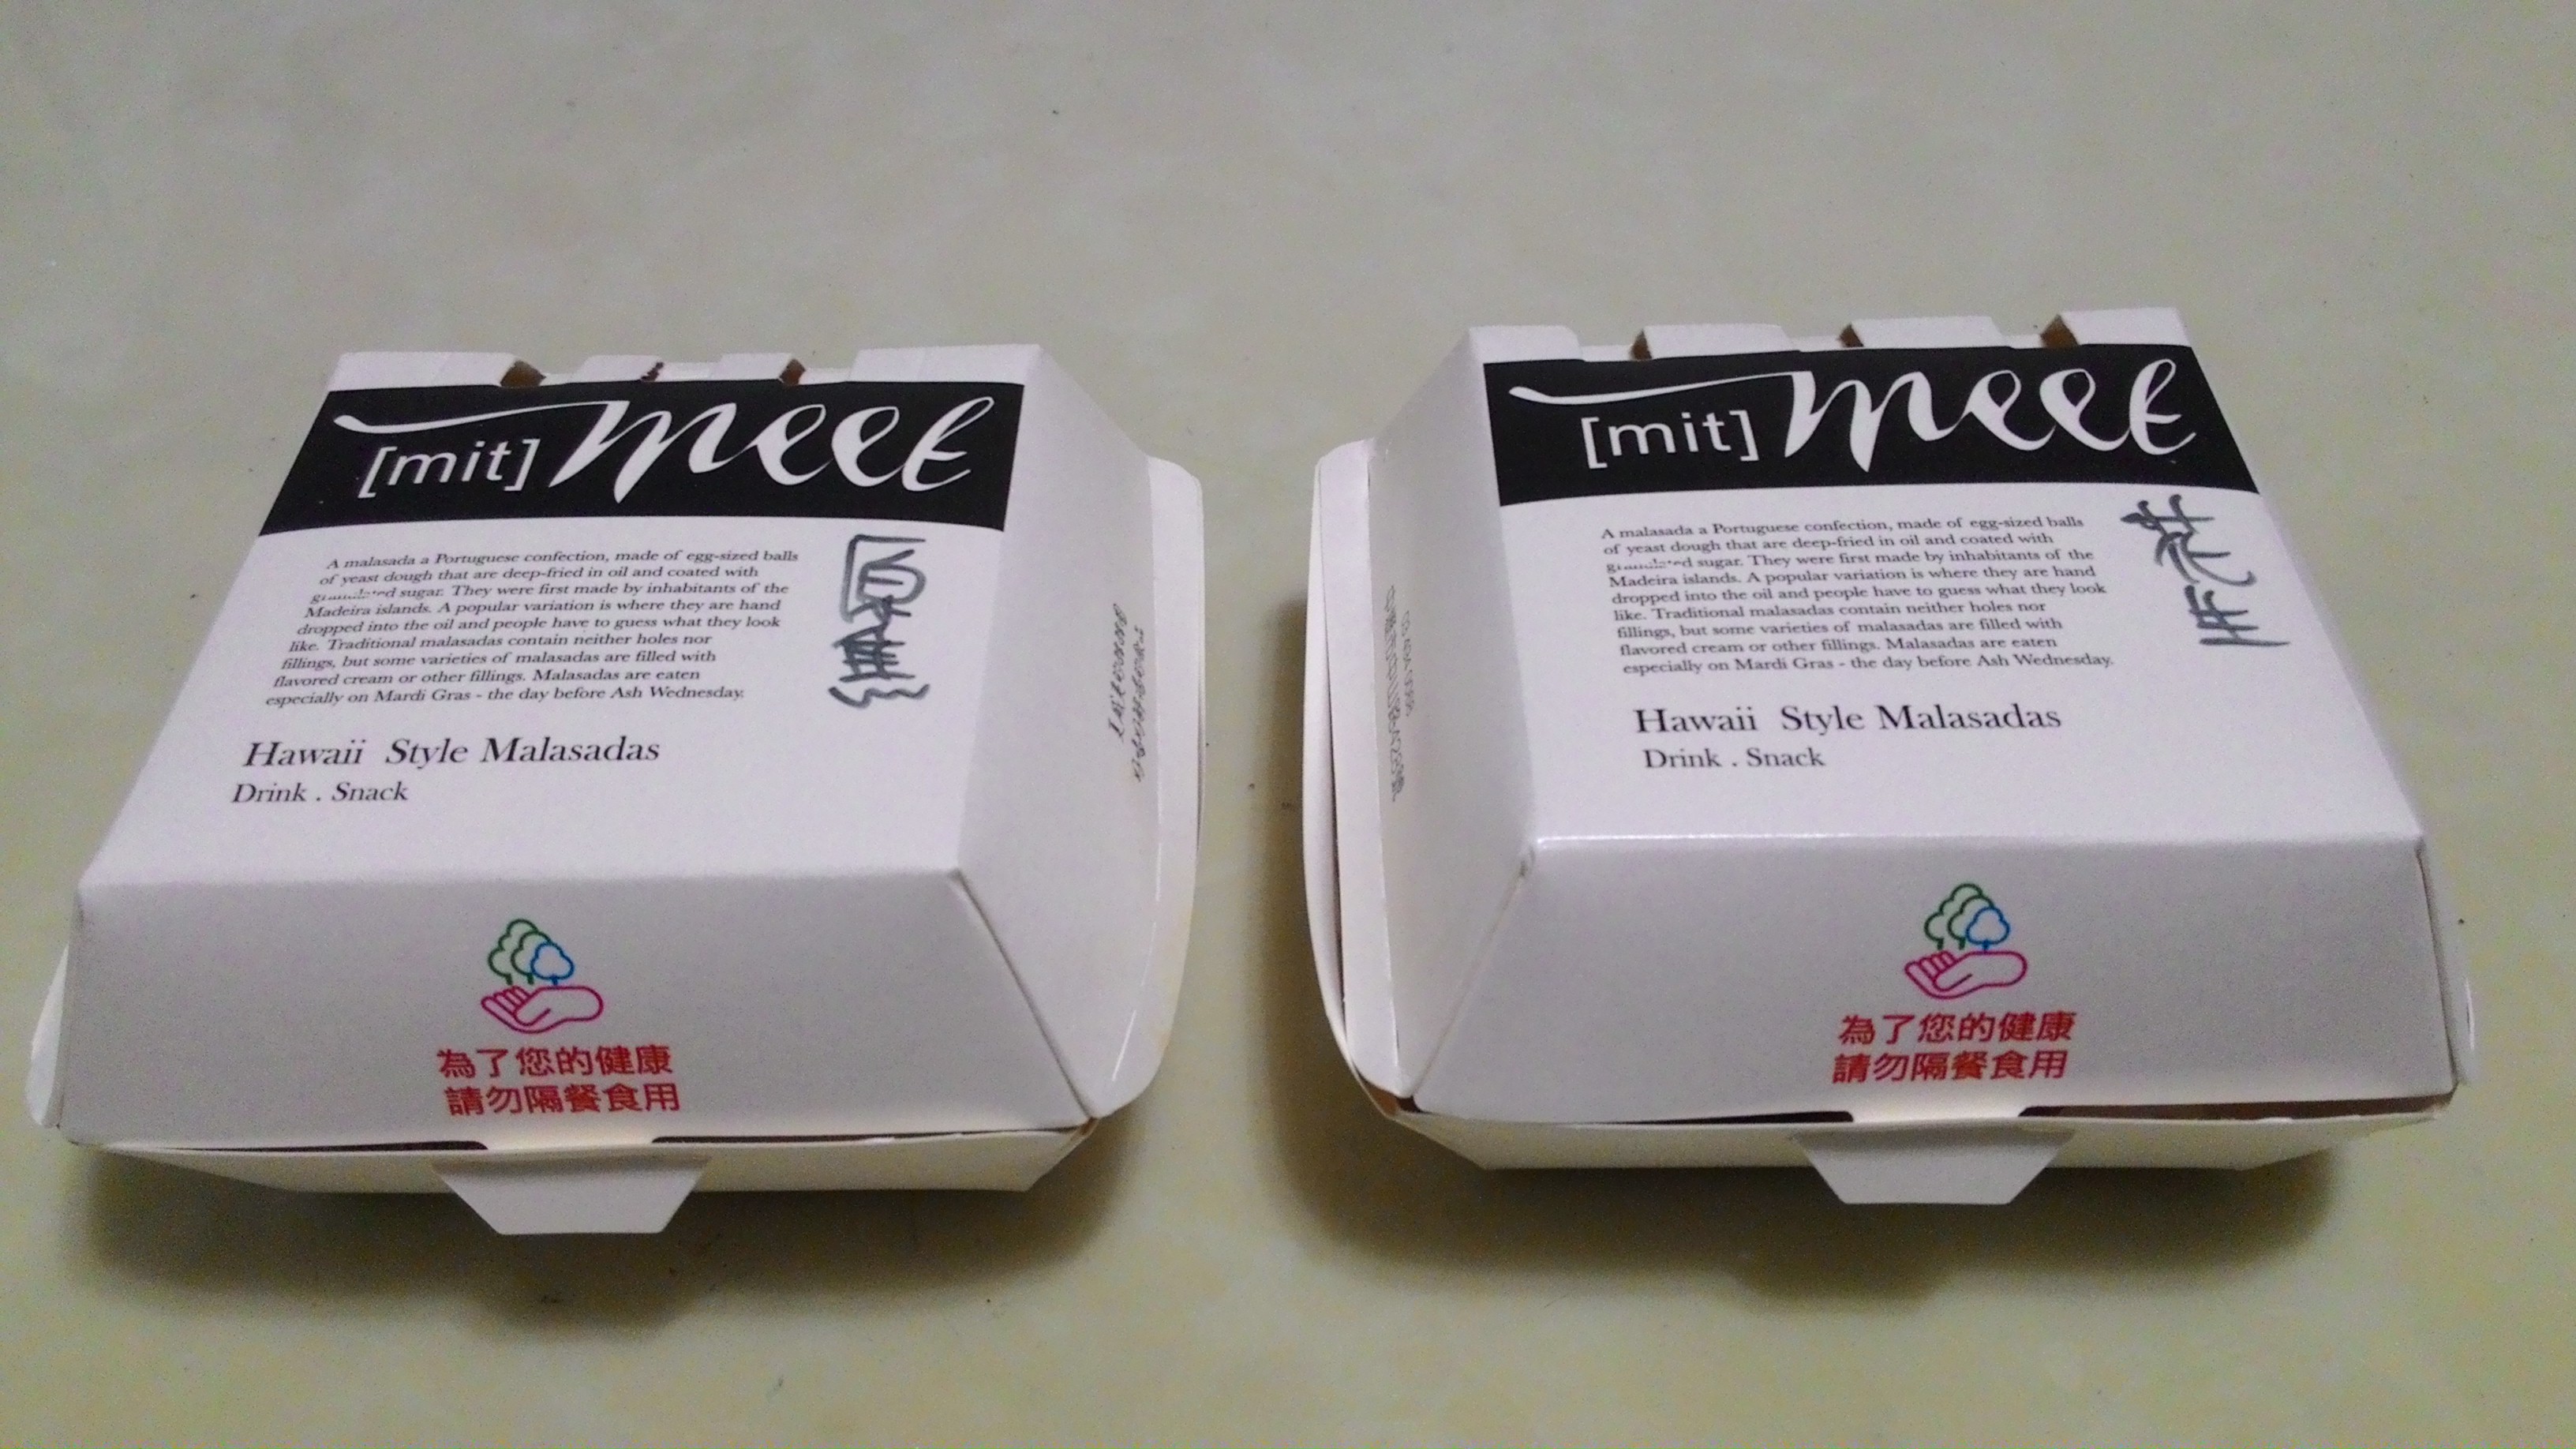 [mit] meet
A malasada a Portuguese confection, made of egg-sized balls
of yeast dough that are deep-fried in oil and coated with
sugar. They were first made by inhabitants of the
Madeira islands. A popular variation is where they are hand
dropped into the oil and people have to guess what they look
like. Traditional malasadas contain neither holes nor
fillings, but some varieties of malasadas are filled with
flavored cream or other fillings. Malasadas are eaten
especially on Mardi Gras - the day before Ash Wednesday.
Hawaii Style Malasadas
Drink . Snack
為了您的健康
請勿隔餐食用
[mit] meet
A malasada a Portuguese confection, made of egg-sized balls
of yeast dough that are deep-fried in oil and coated with
sugar. They were first made by inhabitants of the
Madeira islands. A popular variation is where they are hand
dropped into the oil and people have to guess what they look
like. Traditional malasadas contain neither holes nor
fillings, but some varieties of malasadas are filled with
flavored cream or other fillings. Malasadas are eaten
especially on Mardi Gras - the day before Ash Wednesday.
花生
Hawaii Style Malasadas
Drink . Snack
為了您的健康
請勿隔餐食用